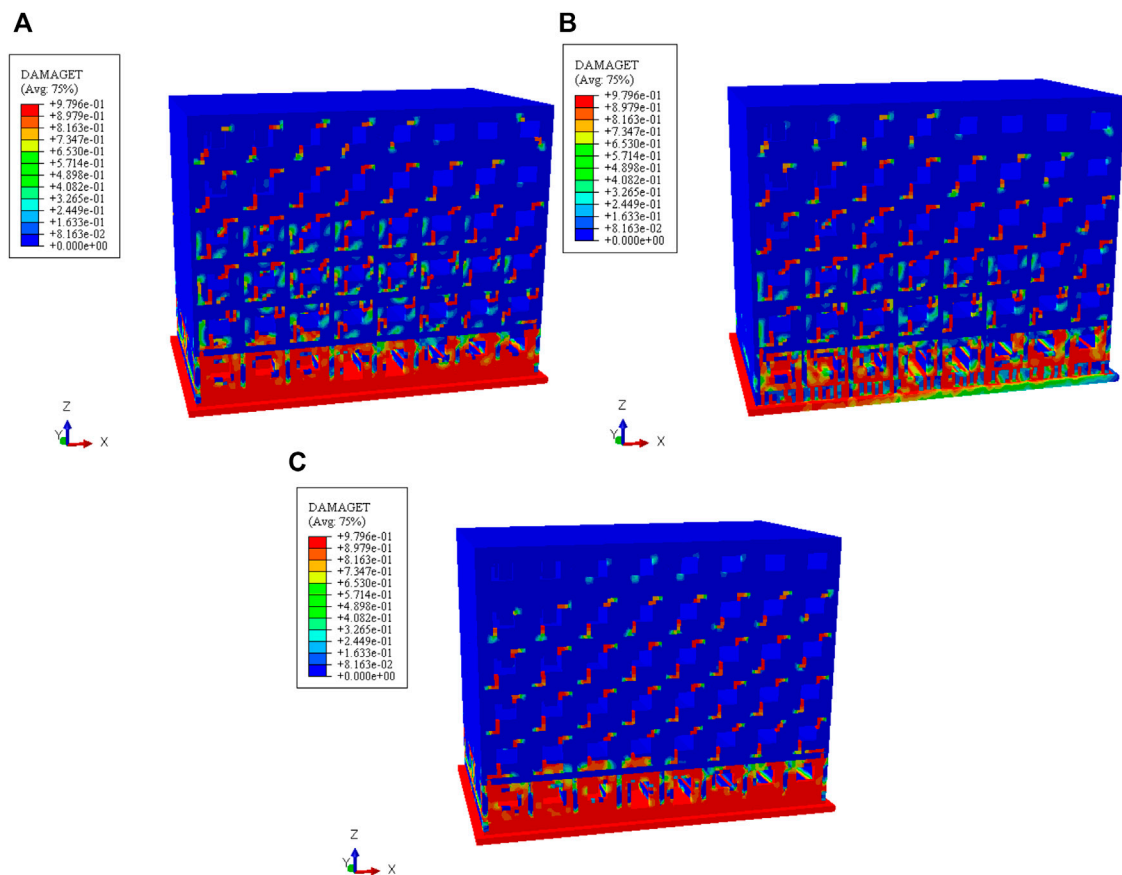 A
DAMAGET
(Avg: 75%)
+9.796e-01
+8.979e-01
+8.163e-01
+7.347e-01
+6.530e-01
+5.714e-01
+4.898e-01
+4.082e-01
+3.265e-01
+2.449e-01
+1.633e-01
+8.163e-02
+0.000e+00
Z
Y
X
B
DAMAGET
(Avg: 75%)
+9.796e-01
+8.979e-01
+8.163e-01
+7.347e-01
+6.530e-01
+5.714e-01
+4.898e-01
+4.082e-01
+3.265e-01
+2.449e-01
+1.633e-01
+8.163e-02
+0.000e+00
Z
Y
X
C
DAMAGET
(Avg: 75%)
+9.796e-01
+8.979e-01
+8.163e-01
+7.347e-01
+6.530e-01
+5.714e-01
+4.898e-01
+4.082e-01
+3.265e-01
+2.449e-01
+1.633e-01
+8.163e-02
+0.000e+00
Z
Y
X